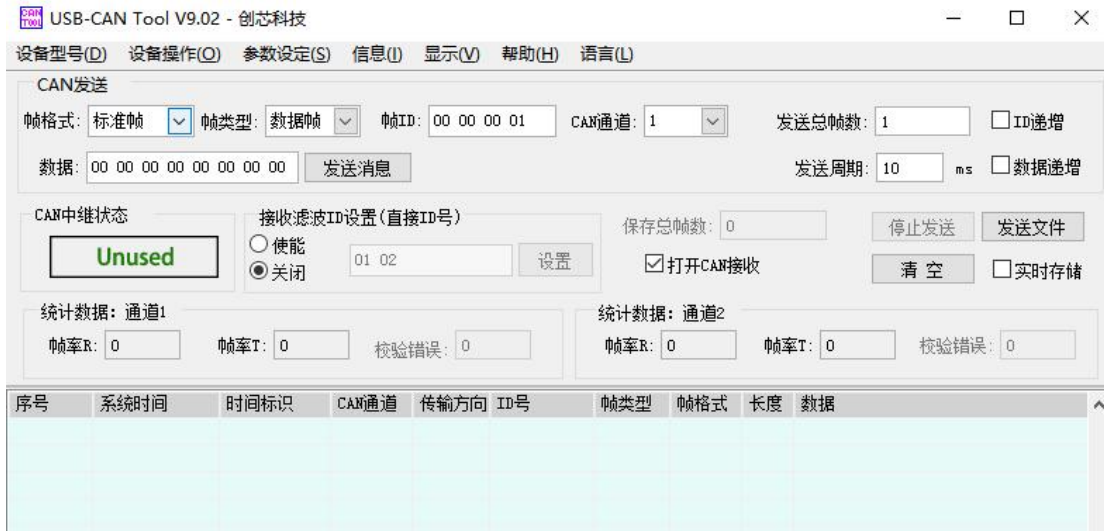 CAN TOOL USB-CAN Tool V9.02 - 创芯科技
设备型号(D) 设备操作(O) 参数设定(S) 信息(I) 显示(V) 帮助(H) 语言(L)
CAN发送
帧格式: 标准帧 帧类型: 数据帧 帧ID: 00 00 00 01 CAN通道: 1 发送总帧数: 1 ID递增
数据: 00 00 00 00 00 00 00 00 发送消息 发送周期: 10 ms 数据递增
CAN中继状态 接收滤波ID设置(直接ID号) 保存总帧数: 0 停止发送 发送文件
Unused 使能 01 02 设置 打开CAN接收 清 空 实时存储
关闭
统计数据: 通道1 统计数据: 通道2
帧率R: 0 帧率T: 0 校验错误: 0 帧率R: 0 帧率T: 0 校验错误: 0
序号 系统时间 时间标识 CAN通道 传输方向 ID号 帧类型 帧格式 长度 数据